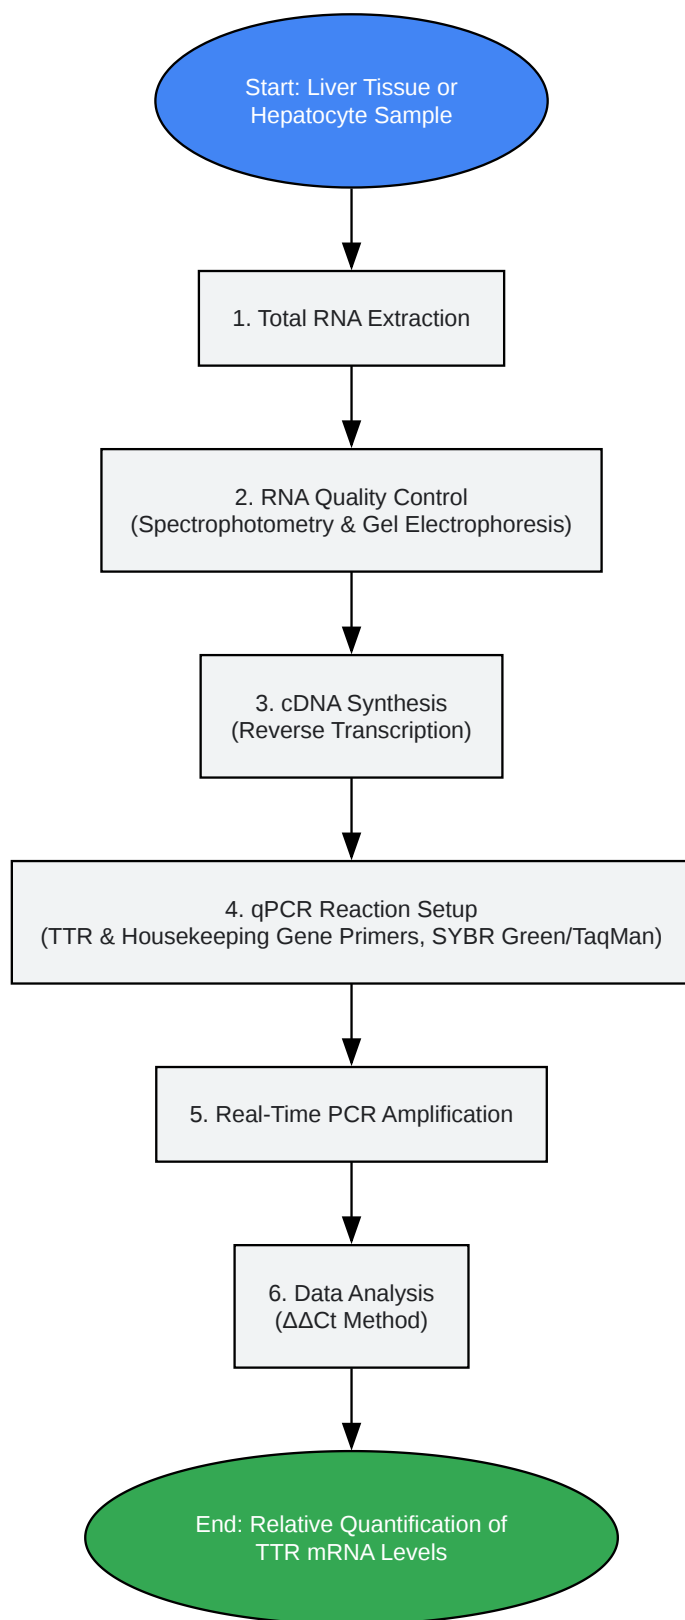 Start: Liver Tissue or
Hepatocyte Sample
1. Total RNA Extraction
2. RNA Quality Control
(Spectrophotometry & Gel Electrophoresis)
3. cDNA Synthesis
(Reverse Transcription)
4. qPCR Reaction Setup
(TTR & Housekeeping Gene Primers, SYBR Green/TaqMan)
5. Real-Time PCR Amplification
6. Data Analysis
(ΔΔCt Method)
End: Relative Quantification of
TTR mRNA Levels